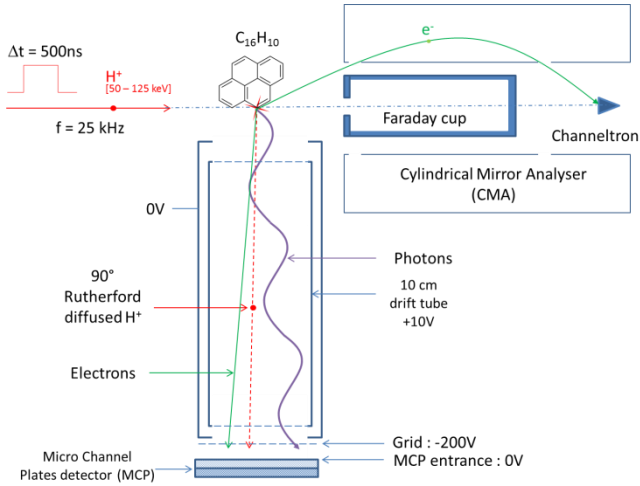 C₁₆H₁₀
Δt = 500ns
H⁺
[50 – 125 keV]
f = 25 kHz
e⁻
Faraday cup
Channeltron
Cylindrical Mirror Analyser
(CMA)
0V
Photons
90°
Rutherford
diffused H⁺
10 cm
drift tube
+10V
Electrons
Grid : -200V
MCP entrance : 0V
Micro Channel
Plates detector (MCP)